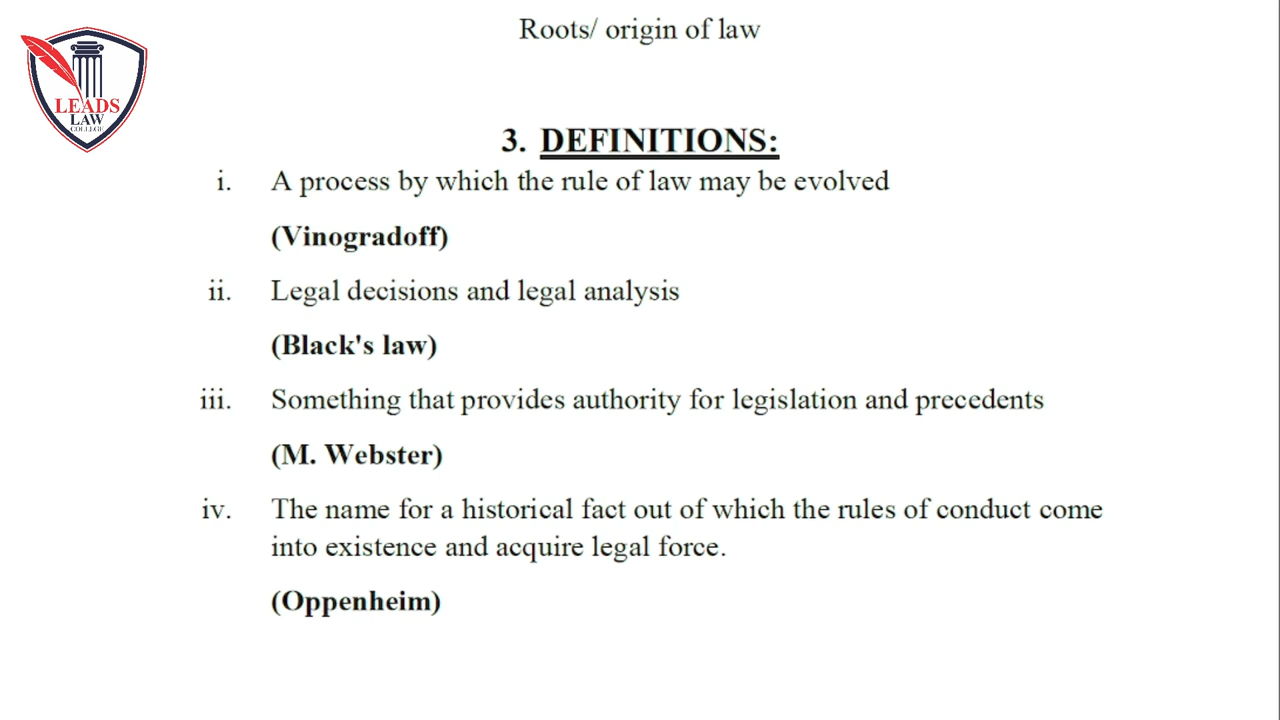 Roots/ origin of law
LEADS
LAW
COLLEGE
3. DEFINITIONS:
i. A process by which the rule of law may be evolved
(Vinogradoff)
ii. Legal decisions and legal analysis
(Black's law)
iii. Something that provides authority for legislation and precedents
(M. Webster)
iv. The name for a historical fact out of which the rules of conduct come
into existence and acquire legal force.
(Oppenheim)